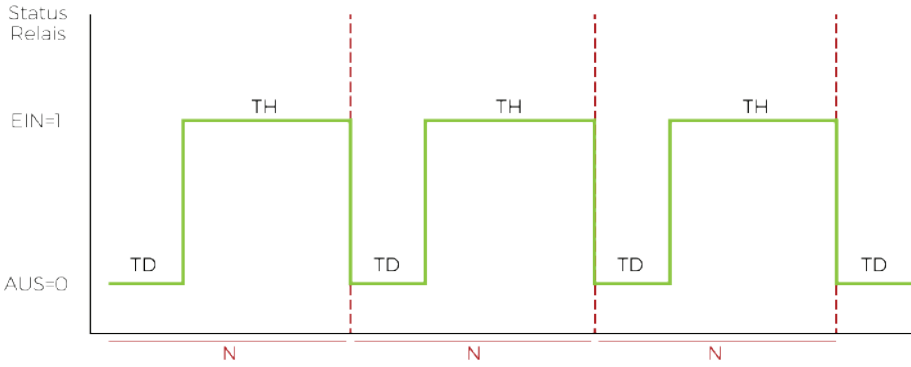 Status
Relais
TH TH TH
EIN=1
TD TD TD TD
AUS=0
N N N